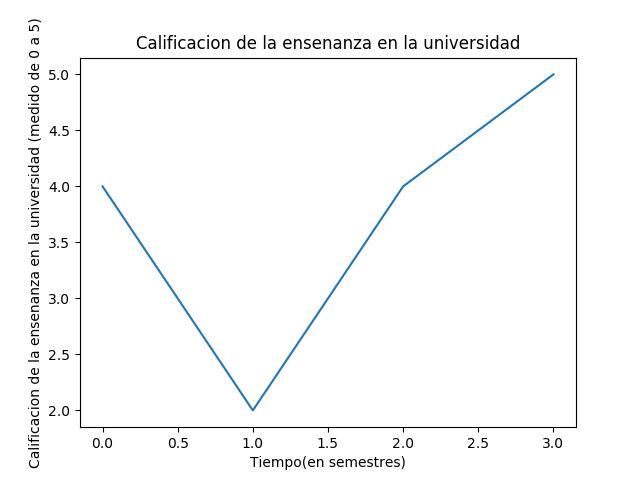 Calificacion de la ensenanza en la universidad
Calificacion de la ensenanza en la universidad (medido de 0 a 5)
5.0
4.5
4.0
3.5
3.0
2.5
2.0
0.0 0.5 1.0 1.5 2.0 2.5 3.0
Tiempo(en semestres)